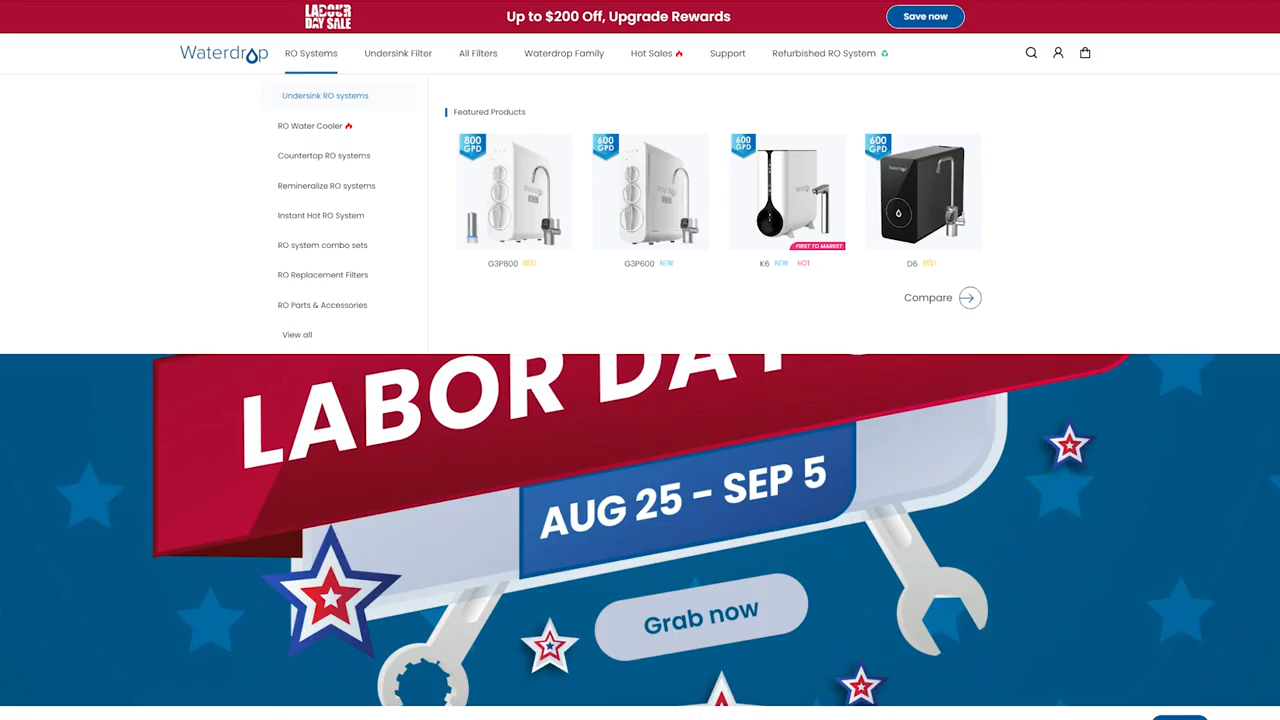 LABOUR
DAY SALE
Up to $200 Off, Upgrade Rewards
Save now
Waterdrop
RO Systems
Undersink Filter
All Filters
Waterdrop Family
Hot Sales
Support
Refurbished RO System
Undersink RO systems
RO Water Cooler
Countertop RO systems
Remineralize RO systems
Instant Hot RO System
RO system combo sets
RO Replacement Filters
RO Parts & Accessories
View all
Featured Products
800
GPD
600
GPD
600
GPD
600
GPD
FIRST TO MARKET
G3P800 BEST
G3P600 NEW
K6 NEW HOT
D6 BEST
Compare
LABOR DAY
AUG 25 - SEP 5
Grab now